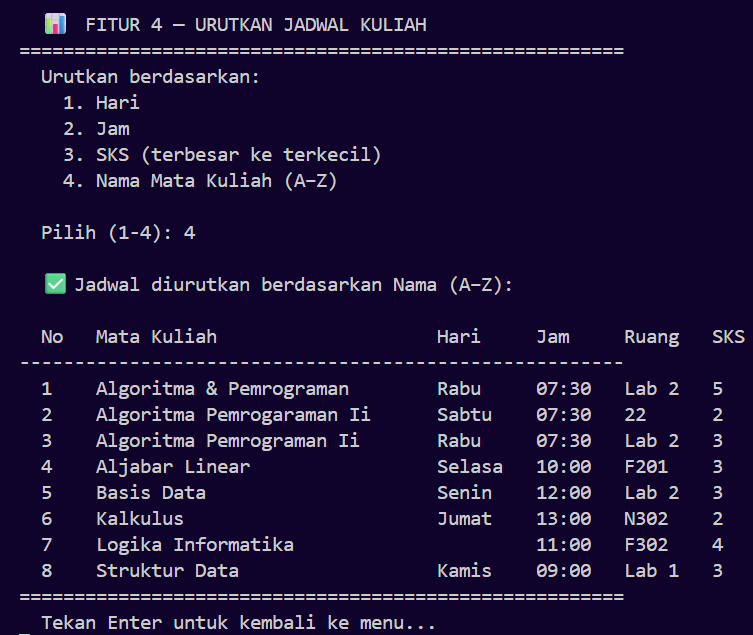 📊 FITUR 4 — URUTKAN JADWAL KULIAH
=======================================================
Urutkan berdasarkan:
1. Hari
2. Jam
3. SKS (terbesar ke terkecil)
4. Nama Mata Kuliah (A–Z)
Pilih (1-4): 4
✅ Jadwal diurutkan berdasarkan Nama (A–Z):
No Mata Kuliah Hari Jam Ruang SKS
-------------------------------------------------------
1 Algoritma & Pemrograman Rabu 07:30 Lab 2 5
2 Algoritma Pemrogaraman Ii Sabtu 07:30 22 2
3 Algoritma Pemrograman Ii Rabu 07:30 Lab 2 3
4 Aljabar Linear Selasa 10:00 F201 3
5 Basis Data Senin 12:00 Lab 2 3
6 Kalkulus Jumat 13:00 N302 2
7 Logika Informatika 11:00 F302 4
8 Struktur Data Kamis 09:00 Lab 1 3
=======================================================
Tekan Enter untuk kembali ke menu...